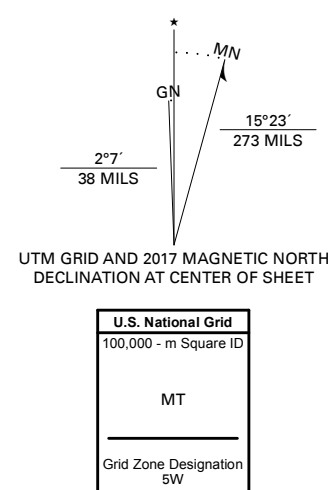 ★
MN
GN
15°23´
273 MILS
2°7´
38 MILS
UTM GRID AND 2017 MAGNETIC NORTH
DECLINATION AT CENTER OF SHEET
U.S. National Grid
100,000 - m Square ID
MT
Grid Zone Designation
5W